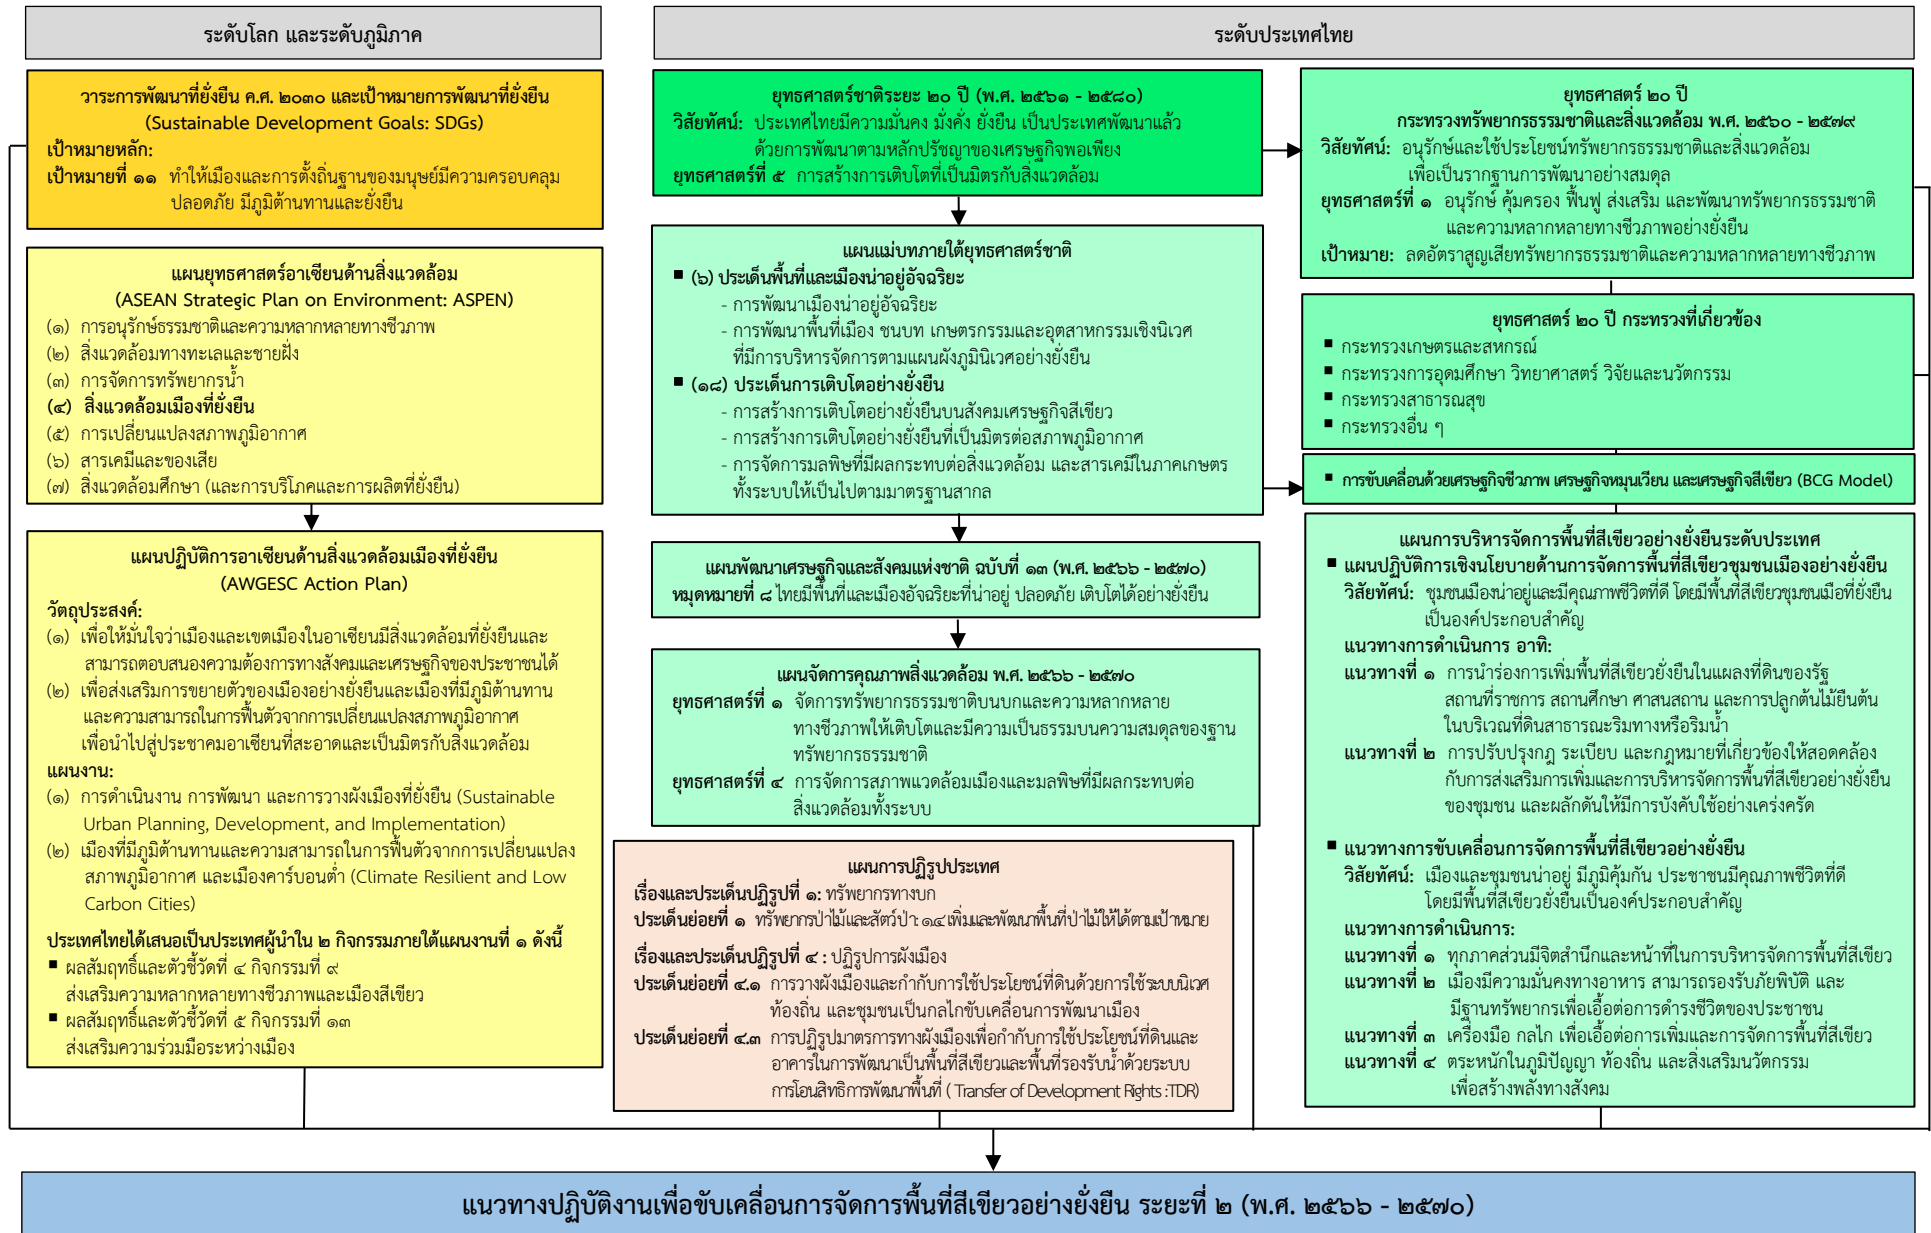 ระดับโลก และระดับภูมิภาค
วาระการพัฒนาที่ยั่งยืน ค.ศ. ๒๐๓๐ และเป้าหมายการพัฒนาที่ยั่งยืน
(Sustainable Development Goals: SDGs)
เป้าหมายหลัก:
เป้าหมายที่ ๑๑ ทำให้เมืองและการตั้งถิ่นฐานของมนุษย์มีความครอบคลุม
ปลอดภัย มีภูมิต้านทานและยั่งยืน
แผนยุทธศาสตร์อาเซียนด้านสิ่งแวดล้อม
(ASEAN Strategic Plan on Environment: ASPEN)
(๑) การอนุรักษ์ธรรมชาติและความหลากหลายทางชีวภาพ
(๒) สิ่งแวดล้อมทางทะเลและชายฝั่ง
(๓) การจัดการทรัพยากรน้ำ
(๔) สิ่งแวดล้อมเมืองที่ยั่งยืน
(๕) การเปลี่ยนแปลงสภาพภูมิอากาศ
(๖) สารเคมีและของเสีย
(๗) สิ่งแวดล้อมศึกษา (และการบริโภคและการผลิตที่ยั่งยืน)
แผนปฏิบัติการอาเซียนด้านสิ่งแวดล้อมเมืองที่ยั่งยืน
(AWGESC Action Plan)
วัตถุประสงค์:
(๑) เพื่อให้มั่นใจว่าเมืองและเขตเมืองในอาเซียนมีสิ่งแวดล้อมที่ยั่งยืนและ
สามารถตอบสนองความต้องการทางสังคมและเศรษฐกิจของประชาชนได้
(๒) เพื่อส่งเสริมการขยายตัวของเมืองอย่างยั่งยืนและเมืองที่มีภูมิต้านทาน
และความสามารถในการฟื้นตัวจากการเปลี่ยนแปลงสภาพภูมิอากาศ
เพื่อนำไปสู่ประชาคมอาเซียนที่สะอาดและเป็นมิตรกับสิ่งแวดล้อม
แผนงาน:
(๑) การดำเนินงาน การพัฒนา และการวางผังเมืองที่ยั่งยืน (Sustainable
Urban Planning, Development, and Implementation)
(๒) เมืองที่มีภูมิต้านทานและความสามารถในการฟื้นตัวจากการเปลี่ยนแปลง
สภาพภูมิอากาศ และเมืองคาร์บอนต่ำ (Climate Resilient and Low
Carbon Cities)
ประเทศไทยได้เสนอเป็นประเทศผู้นำใน ๒ กิจกรรมภายใต้แผนงานที่ ๑ ดังนี้
▪ ผลสัมฤทธิ์และตัวชี้วัดที่ ๔ กิจกรรมที่ ๙
ส่งเสริมความหลากหลายทางชีวภาพและเมืองสีเขียว
▪ ผลสัมฤทธิ์และตัวชี้วัดที่ ๕ กิจกรรมที่ ๑๓
ส่งเสริมความร่วมมือระหว่างเมือง
ระดับประเทศไทย
ยุทธศาสตร์ชาติระยะ ๒๐ ปี (พ.ศ. ๒๕๖๑ - ๒๕๘๐)
วิสัยทัศน์: ประเทศไทยมีความมั่นคง มั่งคั่ง ยั่งยืน เป็นประเทศพัฒนาแล้ว
ด้วยการพัฒนาตามหลักปรัชญาของเศรษฐกิจพอเพียง
ยุทธศาสตร์ที่ ๕ การสร้างการเติบโตที่เป็นมิตรกับสิ่งแวดล้อม
แผนแม่บทภายใต้ยุทธศาสตร์ชาติ
▪ (๖) ประเด็นพื้นที่และเมืองน่าอยู่อัจฉริยะ
- การพัฒนาเมืองน่าอยู่อัจฉริยะ
- การพัฒนาพื้นที่เมือง ชนบท เกษตรกรรมและอุตสาหกรรมเชิงนิเวศ
ที่มีการบริหารจัดการตามแผนผังภูมินิเวศอย่างยั่งยืน
▪ (๑๘) ประเด็นการเติบโตอย่างยั่งยืน
- การสร้างการเติบโตอย่างยั่งยืนบนสังคมเศรษฐกิจสีเขียว
- การสร้างการเติบโตอย่างยั่งยืนที่เป็นมิตรต่อสภาพภูมิอากาศ
- การจัดการมลพิษที่มีผลกระทบต่อสิ่งแวดล้อม และสารเคมีในภาคเกษตร
ทั้งระบบให้เป็นไปตามมาตรฐานสากล
แผนพัฒนาเศรษฐกิจและสังคมแห่งชาติ ฉบับที่ ๑๓ (พ.ศ. ๒๕๖๖ - ๒๕๗๐)
หมุดหมายที่ ๘ ไทยมีพื้นที่และเมืองอัจฉริยะที่น่าอยู่ ปลอดภัย เติบโตได้อย่างยั่งยืน
แผนจัดการคุณภาพสิ่งแวดล้อม พ.ศ. ๒๕๖๖ - ๒๕๗๐
ยุทธศาสตร์ที่ ๑ จัดการทรัพยากรธรรมชาติบนบกและความหลากหลาย
ทางชีวภาพให้เติบโตและมีความเป็นธรรมบนความสมดุลของฐาน
ทรัพยากรธรรมชาติ
ยุทธศาสตร์ที่ ๔ การจัดการสภาพแวดล้อมเมืองและมลพิษที่มีผลกระทบต่อ
สิ่งแวดล้อมทั้งระบบ
แผนการปฏิรูปประเทศ
เรื่องและประเด็นปฏิรูปที่ ๑: ทรัพยากรทางบก
ประเด็นย่อยที่ ๑ ทรัพยากรป่าไม้และสัตว์ป่า: ๑.๔ เพิ่มและพัฒนาพื้นที่ป่าไม้ให้ได้ตามเป้าหมาย
เรื่องและประเด็นปฏิรูปที่ ๔ : ปฏิรูปการผังเมือง
ประเด็นย่อยที่ ๔.๑ การวางผังเมืองและกำกับการใช้ประโยชน์ที่ดินด้วยการใช้ระบบนิเวศ
ท้องถิ่น และชุมชนเป็นกลไกขับเคลื่อนการพัฒนาเมือง
ประเด็นย่อยที่ ๔.๓ การปฏิรูปมาตรการทางผังเมืองเพื่อกำกับการใช้ประโยชน์ที่ดินและ
อาคารในการพัฒนาเป็นพื้นที่สีเขียวและพื้นที่รองรับน้ำด้วยระบบ
การโอนสิทธิการพัฒนาพื้นที่ ( Transfer of Development Rights :TDR)
ยุทธศาสตร์ ๒๐ ปี
กระทรวงทรัพยากรธรรมชาติและสิ่งแวดล้อม พ.ศ. ๒๕๖๐ - ๒๕๗๙
วิสัยทัศน์: อนุรักษ์และใช้ประโยชน์ทรัพยากรธรรมชาติและสิ่งแวดล้อม
เพื่อเป็นรากฐานการพัฒนาอย่างสมดุล
ยุทธศาสตร์ที่ ๑ อนุรักษ์ คุ้มครอง ฟื้นฟู ส่งเสริม และพัฒนาทรัพยากรธรรมชาติ
และความหลากหลายทางชีวภาพอย่างยั่งยืน
เป้าหมาย: ลดอัตราสูญเสียทรัพยากรธรรมชาติและความหลากหลายทางชีวภาพ
ยุทธศาสตร์ ๒๐ ปี กระทรวงที่เกี่ยวข้อง
▪ กระทรวงเกษตรและสหกรณ์
▪ กระทรวงการอุดมศึกษา วิทยาศาสตร์ วิจัยและนวัตกรรม
▪ กระทรวงสาธารณสุข
▪ กระทรวงอื่น ๆ
▪ การขับเคลื่อนด้วยเศรษฐกิจชีวภาพ เศรษฐกิจหมุนเวียน และเศรษฐกิจสีเขียว (BCG Model)
แผนการบริหารจัดการพื้นที่สีเขียวอย่างยั่งยืนระดับประเทศ
▪ แผนปฏิบัติการเชิงนโยบายด้านการจัดการพื้นที่สีเขียวชุมชนเมืองอย่างยั่งยืน
วิสัยทัศน์: ชุมชนเมืองน่าอยู่และมีคุณภาพชีวิตที่ดี โดยมีพื้นที่สีเขียวชุมชนเมือที่ยั่งยืน
เป็นองค์ประกอบสำคัญ
แนวทางการดำเนินการ อาทิ:
แนวทางที่ ๑ การนำร่องการเพิ่มพื้นที่สีเขียวยั่งยืนในแผลงที่ดินของรัฐ
สถานที่ราชการ สถานศึกษา ศาสนสถาน และการปลูกต้นไม้ยืนต้น
ในบริเวณที่ดินสาธารณะริมทางหรือริมน้ำ
แนวทางที่ ๒ การปรับปรุงกฎ ระเบียบ และกฎหมายที่เกี่ยวข้องให้สอดคล้อง
กับการส่งเสริมการเพิ่มและการบริหารจัดการพื้นที่สีเขียวอย่างยั่งยืน
ของชุมชน และผลักดันให้มีการบังคับใช้อย่างเคร่งครัด
▪ แนวทางการขับเคลื่อนการจัดการพื้นที่สีเขียวอย่างยั่งยืน
วิสัยทัศน์: เมืองและชุมชนน่าอยู่ มีภูมิคุ้มกัน ประชาชนมีคุณภาพชีวิตที่ดี
โดยมีพื้นที่สีเขียวยั่งยืนเป็นองค์ประกอบสำคัญ
แนวทางการดำเนินการ:
แนวทางที่ ๑ ทุกภาคส่วนมีจิตสำนึกและหน้าที่ในการบริหารจัดการพื้นที่สีเขียว
แนวทางที่ ๒ เมืองมีความมั่นคงทางอาหาร สามารถรองรับภัยพิบัติ และ
มีฐานทรัพยากรเพื่อเอื้อต่อการดำรงชีวิตของประชาชน
แนวทางที่ ๓ เครื่องมือ กลไก เพื่อเอื้อต่อการเพิ่มและการจัดการพื้นที่สีเขียว
แนวทางที่ ๔ ตระหนักในภูมิปัญญา ท้องถิ่น และส่งเสริมนวัตกรรม
เพื่อสร้างพลังทางสังคม
แนวทางปฏิบัติงานเพื่อขับเคลื่อนการจัดการพื้นที่สีเขียวอย่างยั่งยืน ระยะที่ ๒ (พ.ศ. ๒๕๖๖ - ๒๕๗๐)